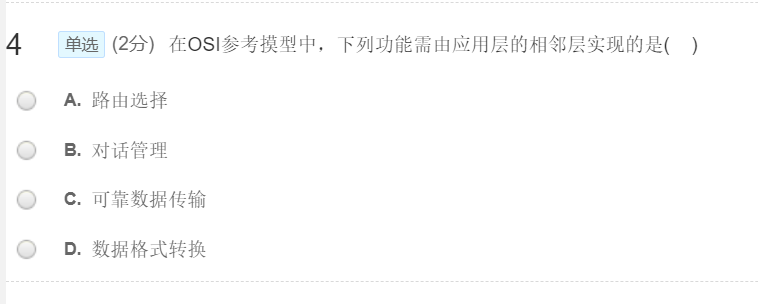 4 单选 (2分) 在OSI参考摸型中，下列功能需由应用层的相邻层实现的是( )
A. 路由选择
B. 对话管理
C. 可靠数据传输
D. 数据格式转换